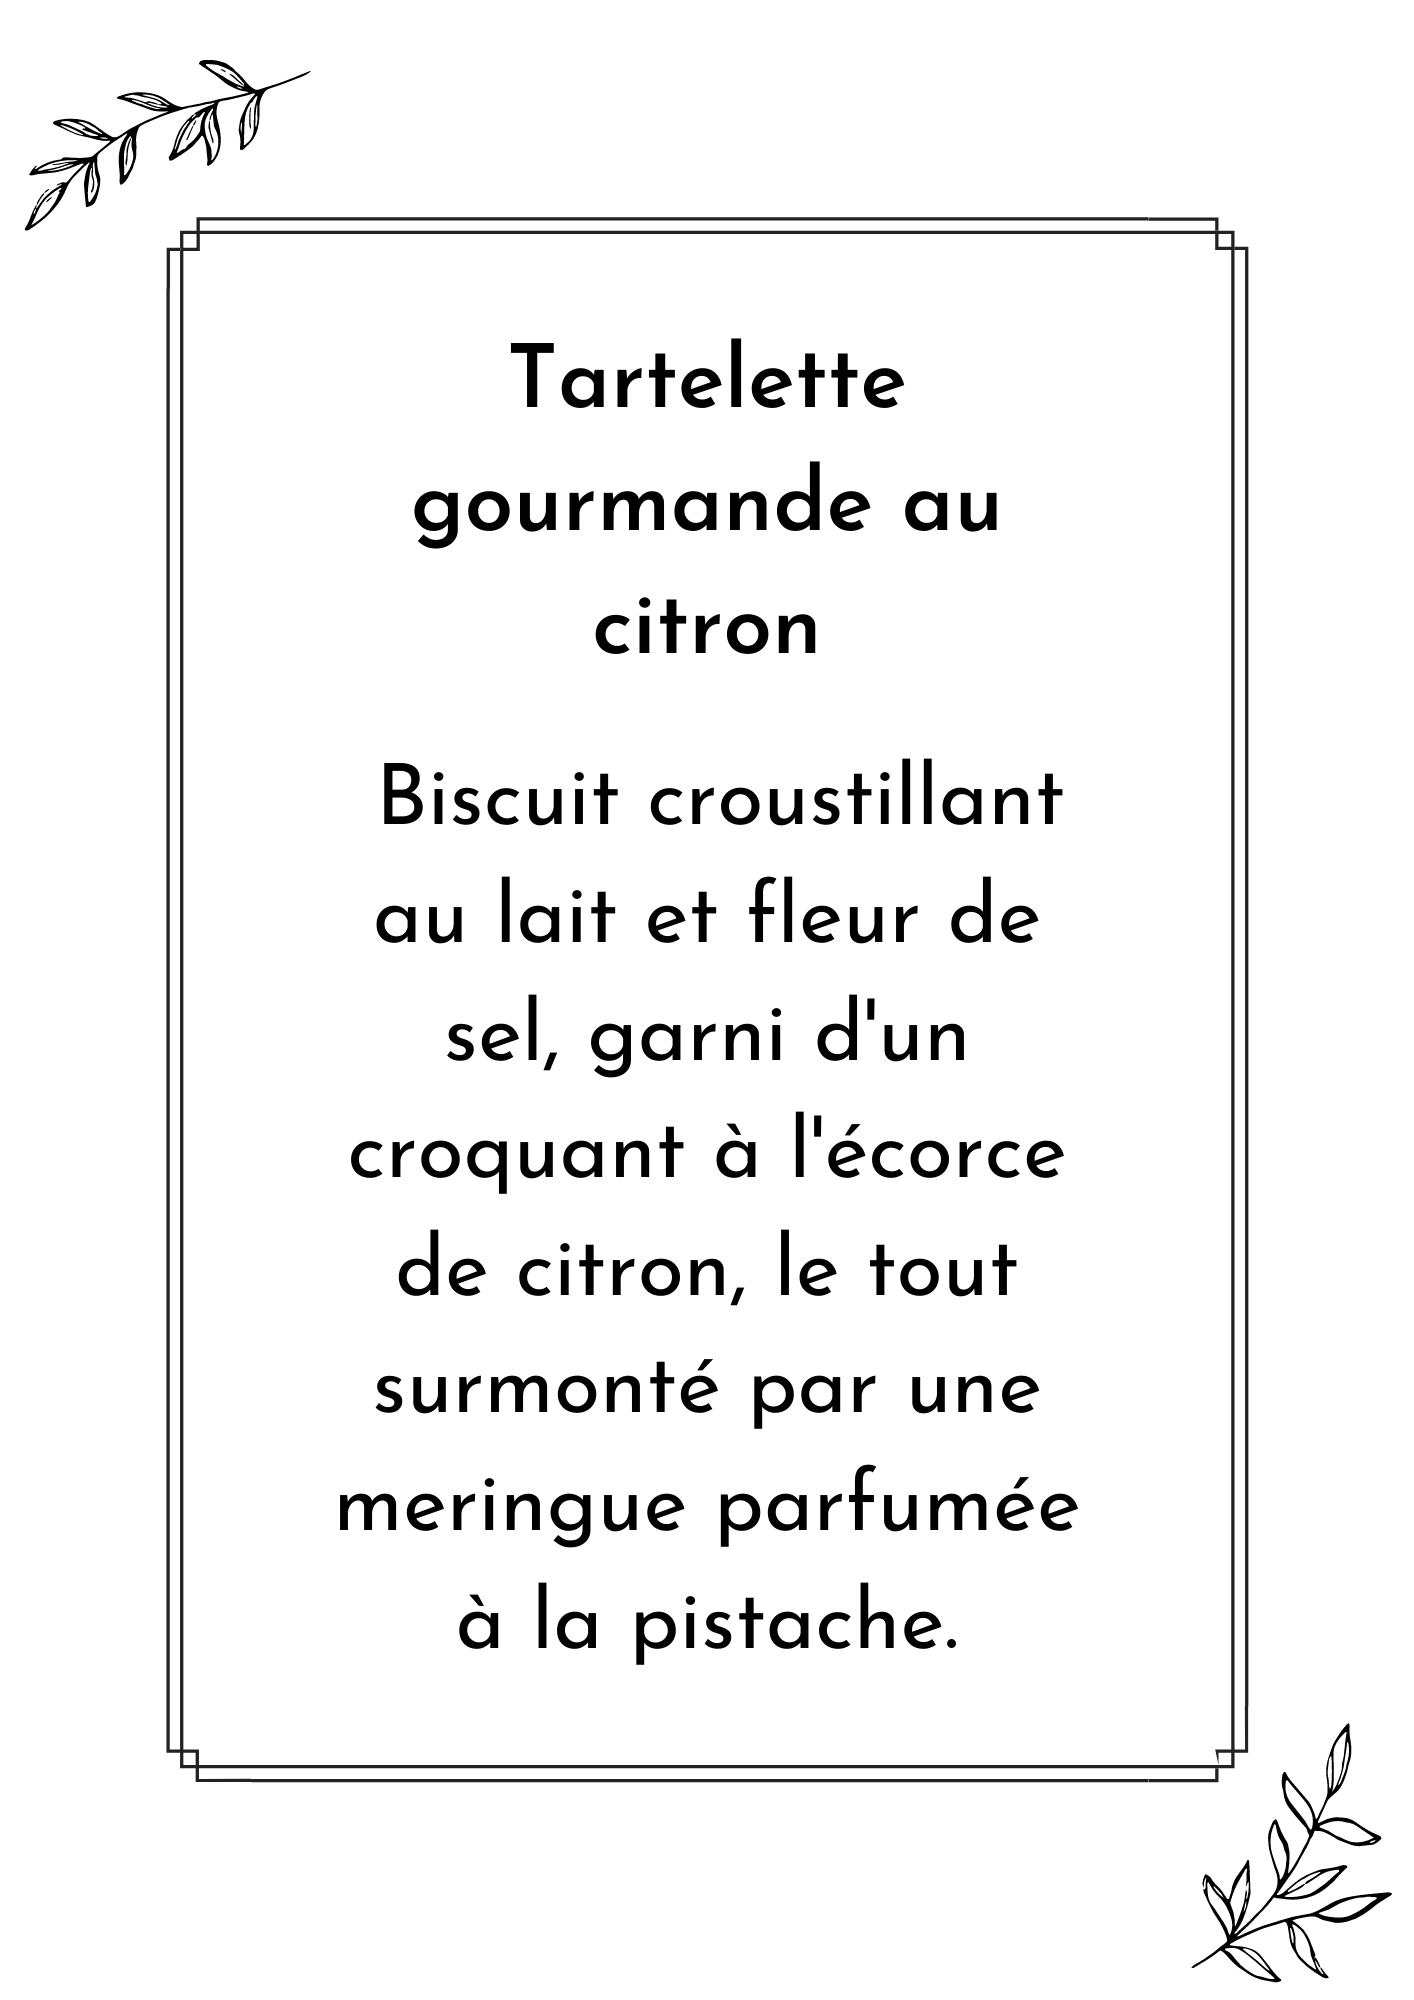 Tartelette
gourmande au
citron
Biscuit croustillant
au lait et fleur de
sel, garni d'un
croquant à l'écorce
de citron, le tout
surmonté par une
meringue parfumée
à la pistache.